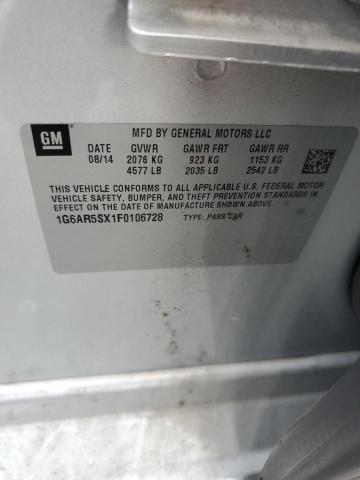 GM
MFD BY GENERAL MOTORS LLC
DATE GVWR GAWR FRT GAWR RR
08/14 2076 KG 923 KG 1153 KG
4577 LB 2035 LB 2542 LB
THIS VEHICLE CONFORMS TO ALL APPLICABLE U.S. FEDERAL MOTOR
VEHICLE SAFETY, BUMPER, AND THEFT PREVENTION STANDARDS IN
EFFECT ON THE DATE OF MANUFACTURE SHOWN ABOVE.
1G6AR5SX1F0106728 TYPE: PASS CAR